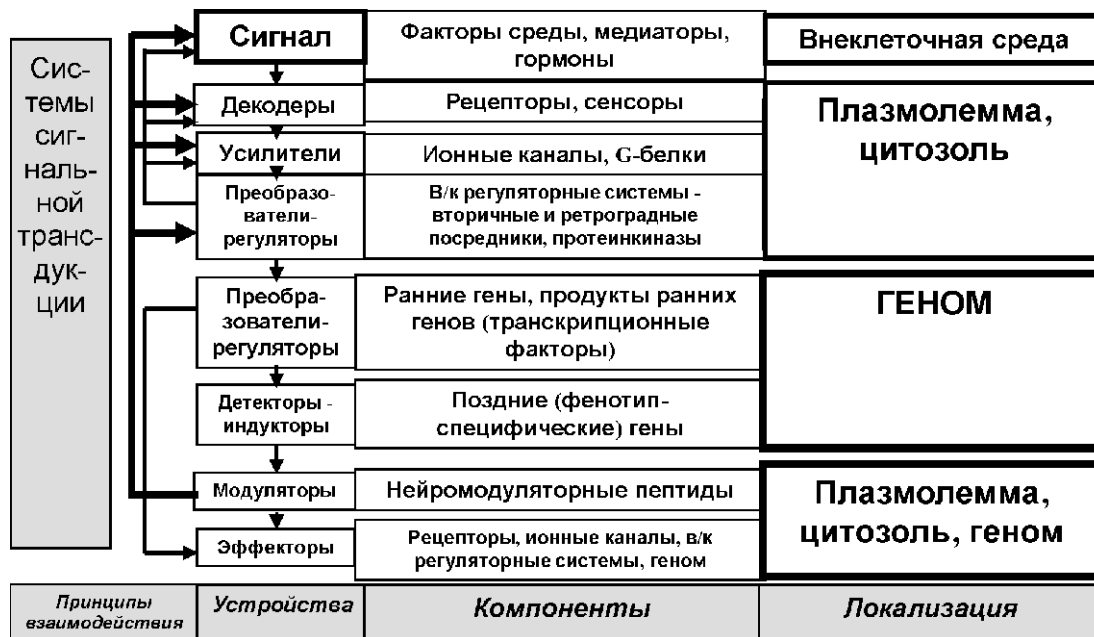 Сис-
темы
сиг-
наль-
ной
транс-
дук-
ции
Сигнал
Факторы среды, медиаторы,
гормоны
Внеклеточная среда
Декодеры
Рецепторы, сенсоры
Плазмолемма,
цитозоль
Усилители
Ионные каналы, G-белки
Преобразо-
ватели-
регуляторы
В/к регуляторные системы -
вторичные и ретроградные
посредники, протеинкиназы
Преобра-
зователи-
регуляторы
Ранние гены, продукты ранних
генов (транскрипционные
факторы)
ГЕНОМ
Детекторы -
индукторы
Поздние (фенотип-
специфические) гены
Модуляторы
Нейромодуляторные пептиды
Плазмолемма,
цитозоль, геном
Эффекторы
Рецепторы, ионные каналы, в/к
регуляторные системы, геном
Принципы
взаимодействия
Устройства
Компоненты
Локализация